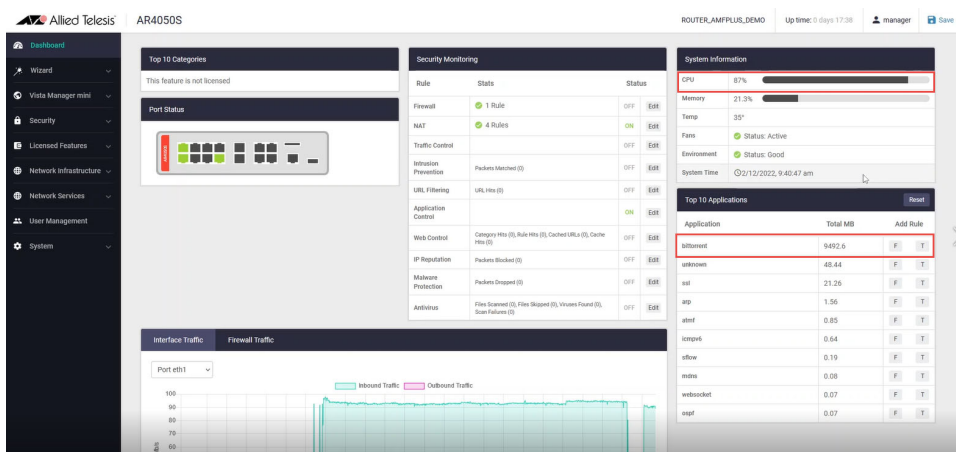 Allied Telesis
AR4050S
ROUTER_AMFPLUS_DEMO
Up time: 0 days 17:38
manager
Save
Dashboard
Wizard
Vista Manager mini
Security
Licensed Features
Network Infrastructure
Network Services
User Management
System
Top 10 Categories
This feature is not licensed
Port Status
AR4050S
Security Monitoring
Rule Stats Status
Firewall 1 Rule OFF Edit
NAT 4 Rules ON Edit
Traffic Control OFF Edit
Intrusion
Prevention Packets Matched (0) OFF Edit
URL Filtering URL Hits (0) OFF Edit
Application
Control ON Edit
Web Control Category Hits (0), Rule Hits (0), Cached URLs (0), Cache
Hits (0) OFF Edit
IP Reputation Packets Blocked (0) OFF Edit
Malware
Protection Packets Dropped (0) OFF Edit
Antivirus Files Scanned (0), Files Skipped (0), Viruses Found (0),
Scan Failures (0) OFF Edit
System Information
CPU 87%
Memory 21.3%
Temp 35°
Fans Status: Active
Environment Status: Good
System Time 2/12/2022, 9:40:47 am
Top 10 Applications Reset
Application Total MB Add Rule
bittorrent 9492.6 F T
unknown 48.44 F T
ssl 21.26 F T
arp 1.56 F T
atmf 0.85 F T
icmpv6 0.64 F T
sflow 0.19 F T
mdns 0.08 F T
websocket 0.07 F T
ospf 0.07 F T
Interface Traffic Firewall Traffic
Port eth1
Inbound Traffic Outbound Traffic
100
90
80
70
60